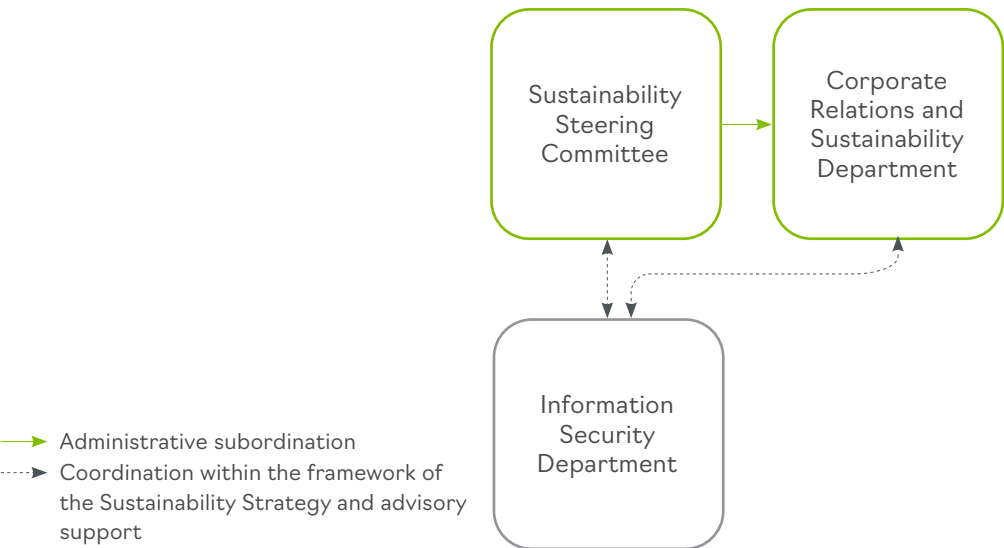 Sustainability
Steering
Committee
Corporate
Relations and
Sustainability
Department
Information
Security
Department
Administrative subordination
Coordination within the framework of
the Sustainability Strategy and advisory
support